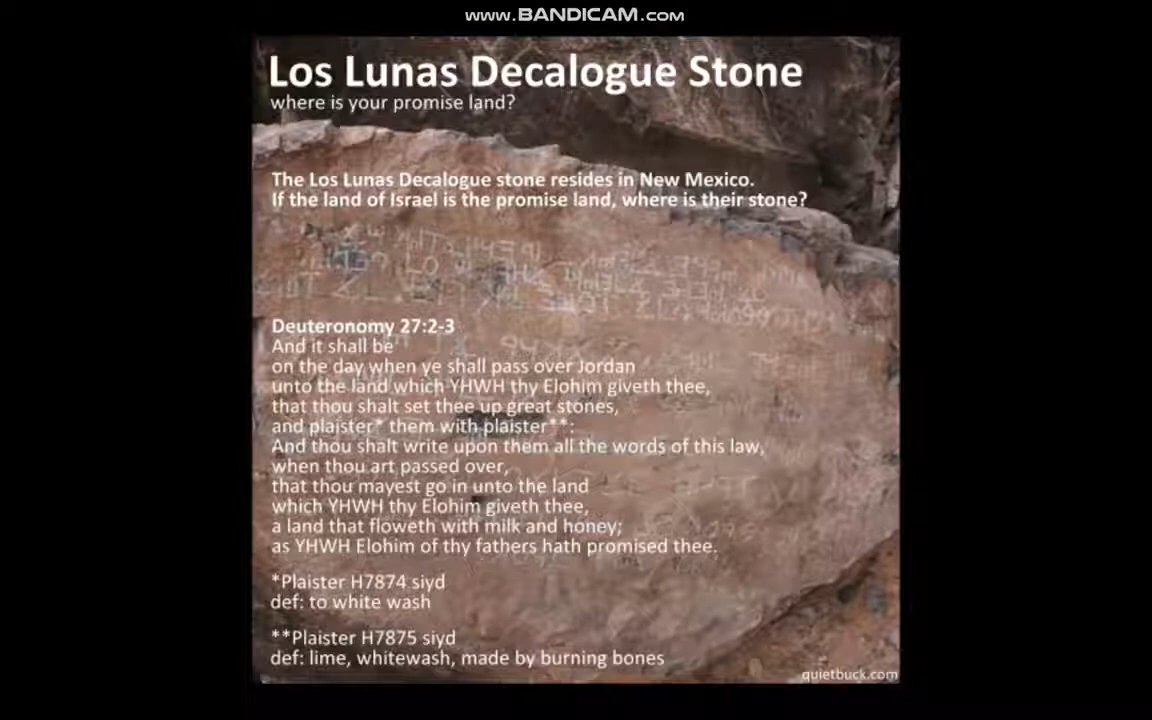 www.BANDICAM.com
Los Lunas Decalogue Stone
where is your promise land?
The Los Lunas Decalogue stone resides in New Mexico.
If the land of Israel is the promise land, where is their stone?
Deuteronomy 27:2-3
And it shall be
on the day when ye shall pass over Jordan
unto the land which YHWH thy Elohim giveth thee,
that thou shalt set thee up great stones,
and plaister* them with plaister**:
And thou shalt write upon them all the words of this law,
when thou art passed over,
that thou mayest go in unto the land
which YHWH thy Elohim giveth thee,
a land that floweth with milk and honey;
as YHWH Elohim of thy fathers hath promised thee.
*Plaister H7874 siyd
def: to white wash
**Plaister H7875 siyd
def: lime, whitewash, made by burning bones
quietbuck.com